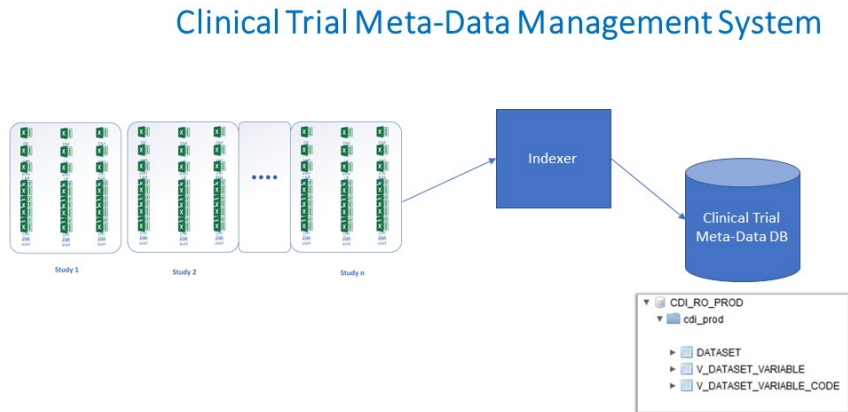 Clinical Trial Meta-Data Management System
Study 1
Study 2
....
Study n
Indexer
Clinical Trial
Meta-Data DB
CDI_RO_PROD
cdi_prod
DATASET
V_DATASET_VARIABLE
V_DATASET_VARIABLE_CODE